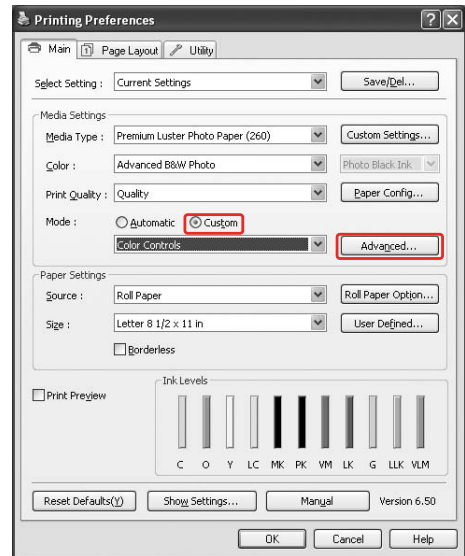 Printing Preferences
Main Page Layout Utility
Select Setting : Current Settings Save/Del...
Media Settings
Media Type : Premium Luster Photo Paper (260) Custom Settings...
Color : Advanced B&W Photo Photo Black Ink
Print Quality : Quality Paper Config...
Mode : Automatic Custom
Color Controls Advanced...
Paper Settings
Source : Roll Paper Roll Paper Option...
Size : Letter 8 1/2 x 11 in User Defined...
Borderless
Print Preview
Ink Levels
C O Y LC MK PK VM LK G LLK VLM
Reset Defaults(Y) Show Settings... Manual Version 6.50
OK Cancel Help